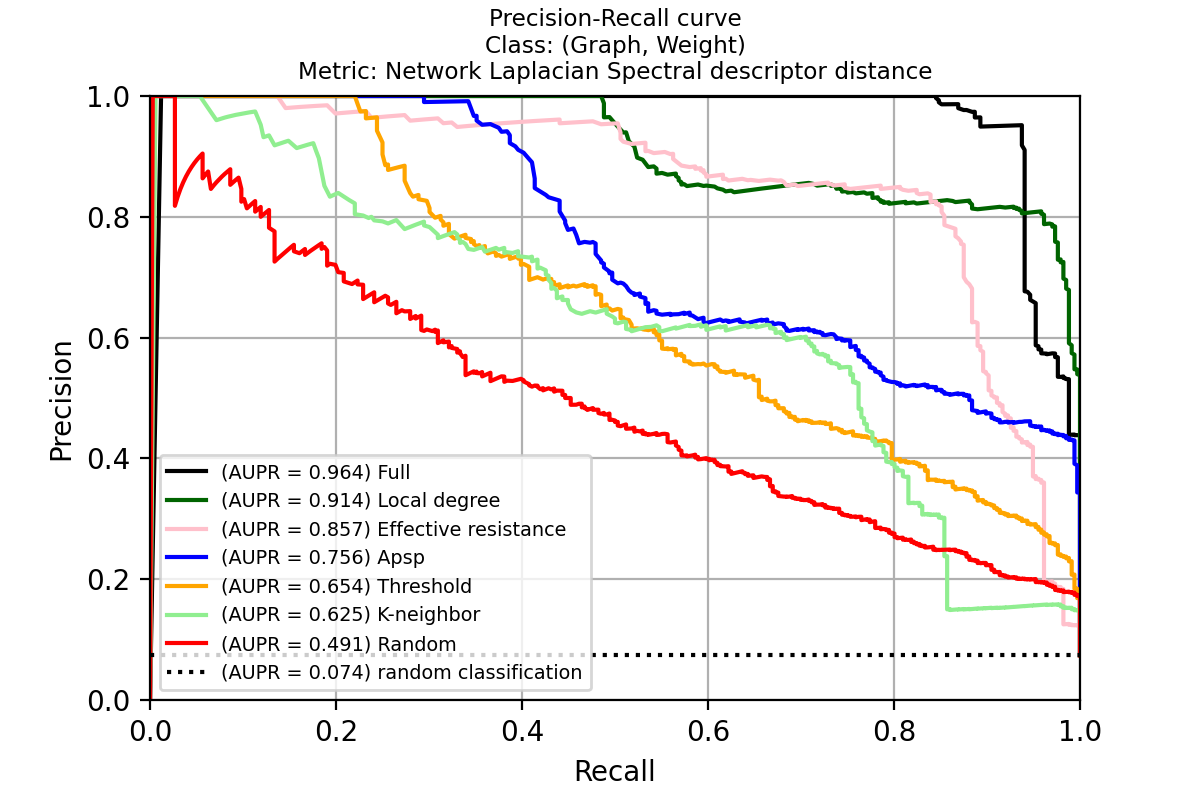 Precision-Recall curve
Class: (Graph, Weight)
Metric: Network Laplacian Spectral descriptor distance
1.0
0.8
0.6
0.4
0.2
0.0
Precision
(AUPR = 0.964) Full
(AUPR = 0.914) Local degree
(AUPR = 0.857) Effective resistance
(AUPR = 0.756) Apsp
(AUPR = 0.654) Threshold
(AUPR = 0.625) K-neighbor
(AUPR = 0.491) Random
(AUPR = 0.074) random classification
0.0 0.2 0.4 0.6 0.8 1.0
Recall